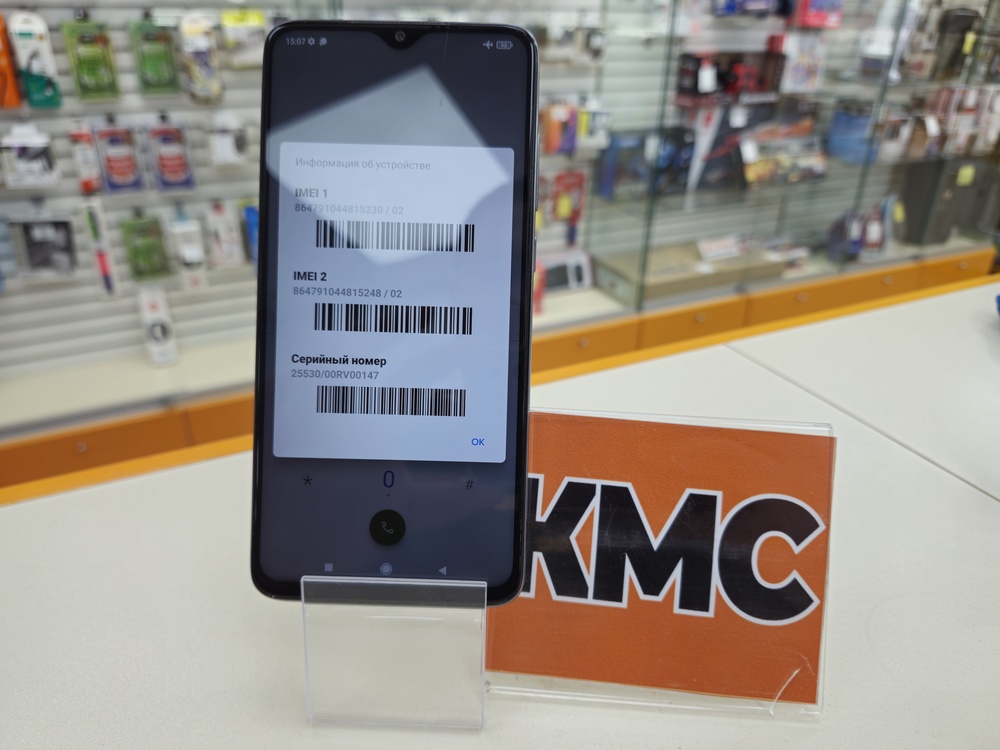 15:07
Информация об устройстве
IMEI 1
864791044815230 / 02
IMEI 2
864791044815248 / 02
Серийный номер
25530/00RV00147
OK
* 0 #
+
КМС